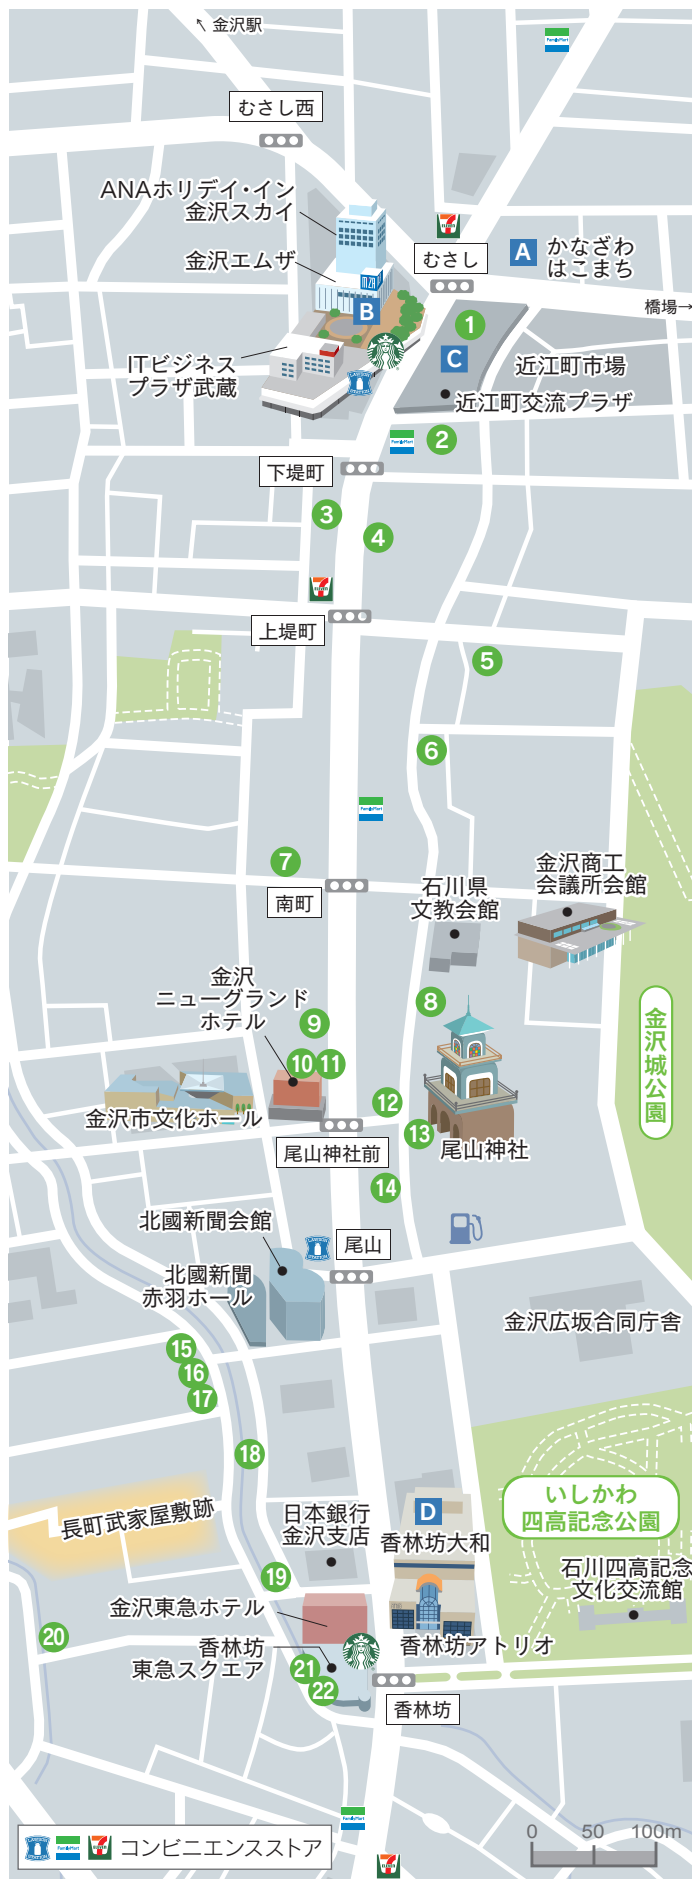 ↖ 金沢駅
FamilyMart
むさし西
ANAホリデイ・イン
金沢スカイ
金沢エムザ
むさし
A
かなざわ
はこまち
橋場→
B
1
C
ITビジネス
プラザ武蔵
近江町市場
近江町交流プラザ
FamilyMart
2
下堤町
3
4
上堤町
5
6
FamilyMart
7
南町
石川県
文教会館
金沢商工
会議所会館
金沢
ニューグランド
ホテル
8
9
10
11
金沢城公園
金沢市文化ホール
12
13
尾山神社前
尾山神社
14
北國新聞会館
尾山
北國新聞
赤羽ホール
金沢広坂合同庁舎
15
16
17
18
長町武家屋敷跡
日本銀行
金沢支店
D
香林坊大和
いしかわ
四高記念公園
石川四高記念
文化交流館
19
金沢東急ホテル
20
香林坊
東急スクエア
香林坊アトリオ
21
22
香林坊
FamilyMart
コンビニエンスストア
0 50 100m